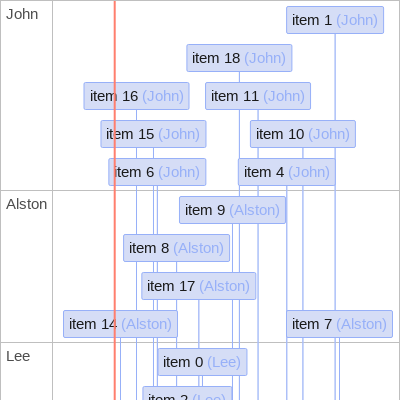 John
item 1 (John)
item 18 (John)
item 16 (John)
item 11 (John)
item 15 (John)
item 10 (John)
item 6 (John)
item 4 (John)
Alston
item 9 (Alston)
item 8 (Alston)
item 17 (Alston)
item 14 (Alston)
item 7 (Alston)
Lee
item 0 (Lee)
item 2 (Lee)